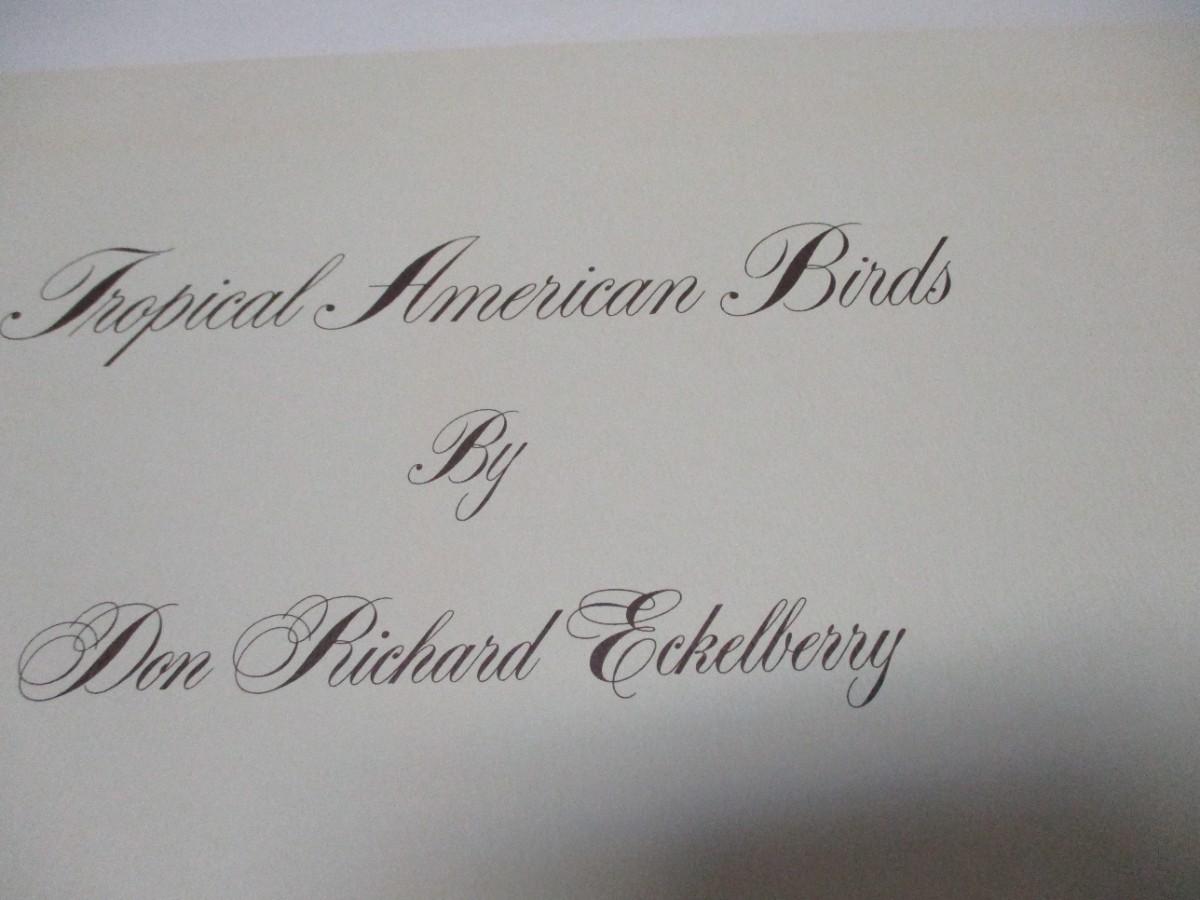 Tropical American Birds
By
Don Richard Eckelberry